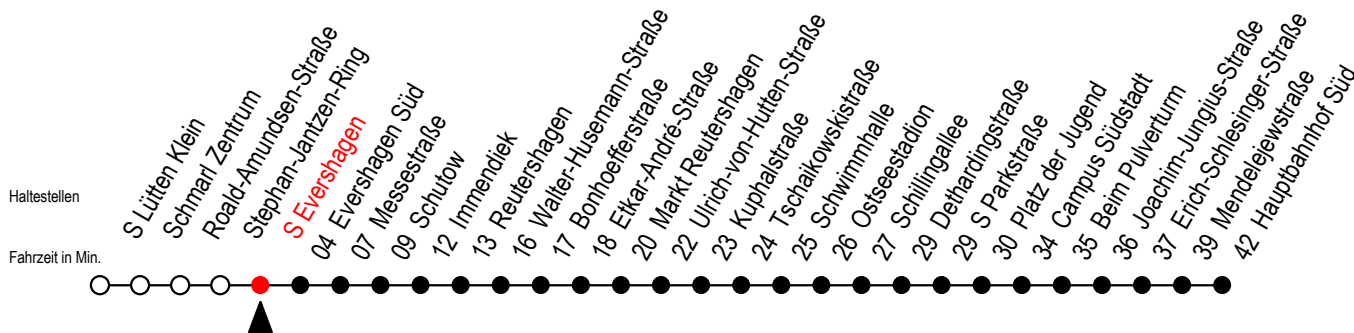 Haltestellen
Fahrzeit in Min.
S Lütten Klein
Schmarl Zentrum
Roald-Amundsen-Straße
Stephan-Jantzen-Ring
S Evershagen
04 Evershagen Süd
07 Messestraße
09 Schutow
12 Immendiek
13 Reutershagen
16 Walter-Husemann-Straße
17 Bonhoefferstraße
18 Etkar-André-Straße
20 Markt Reutershagen
22 Ulrich-von-Hutten-Straße
23 Kuphalstraße
24 Tschaikowskistraße
25 Schwimmhalle
26 Ostseestadion
27 Schillingallee
29 Dethardingstraße
29 S Parkstraße
30 Platz der Jugend
34 Campus Südstadt
35 Beim Pulverturm
36 Joachim-Jungius-Straße
37 Erich-Schlesinger-Straße
39 Mendelejewstraße
42 Hauptbahnhof Süd